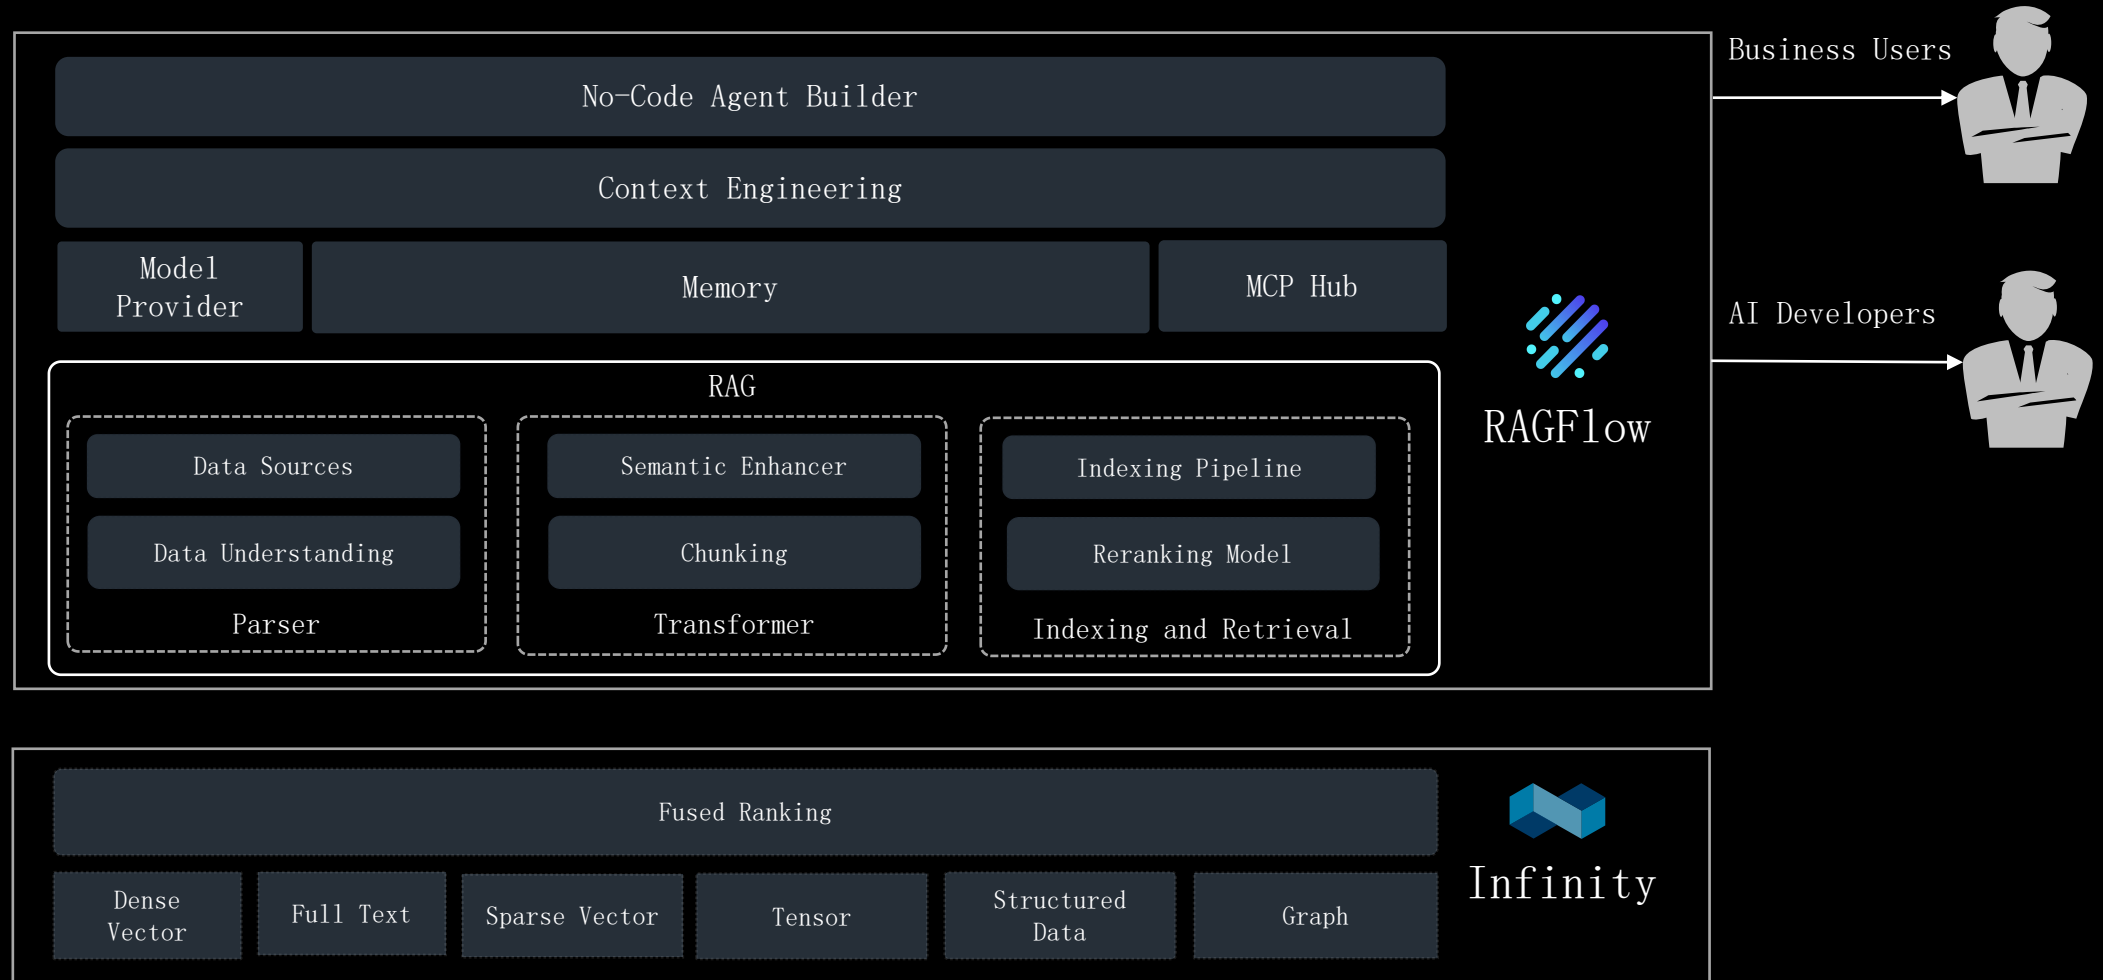 Business Users
No-Code Agent Builder
Context Engineering
Model
Provider
Memory
MCP Hub
AI Developers
RAG
RAGFlow
Data Sources
Data Understanding
Parser
Semantic Enhancer
Chunking
Transformer
Indexing Pipeline
Reranking Model
Indexing and Retrieval
Fused Ranking
Infinity
Dense
Vector
Full Text
Sparse Vector
Tensor
Structured
Data
Graph